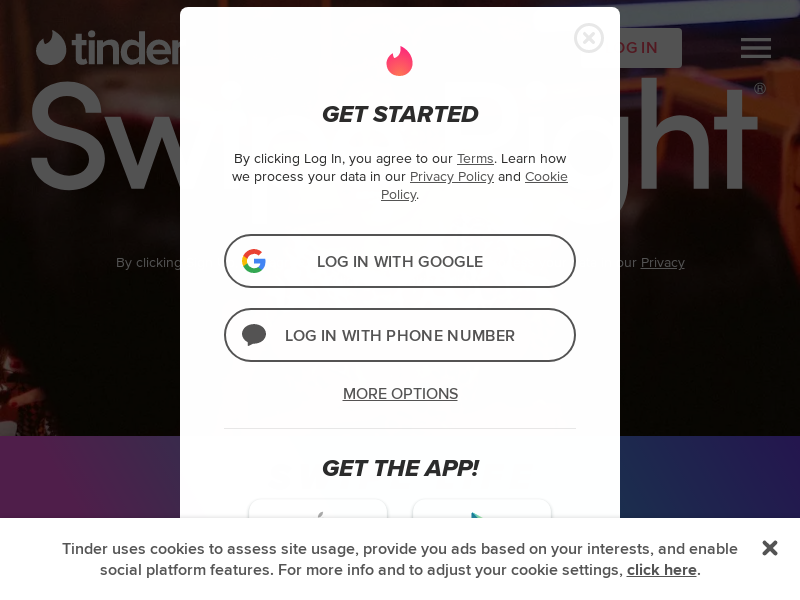 tinder
OG IN
Sw
ght
®
GET STARTED
By clicking Log In, you agree to our Terms. Learn how
we process your data in our Privacy Policy and Cookie
Policy.
By clicking
our Privacy
LOG IN WITH GOOGLE
LOG IN WITH PHONE NUMBER
MORE OPTIONS
GET THE APP!
Tinder uses cookies to assess site usage, provide you ads based on your interests, and enable
social platform features. For more info and to adjust your cookie settings, click here.